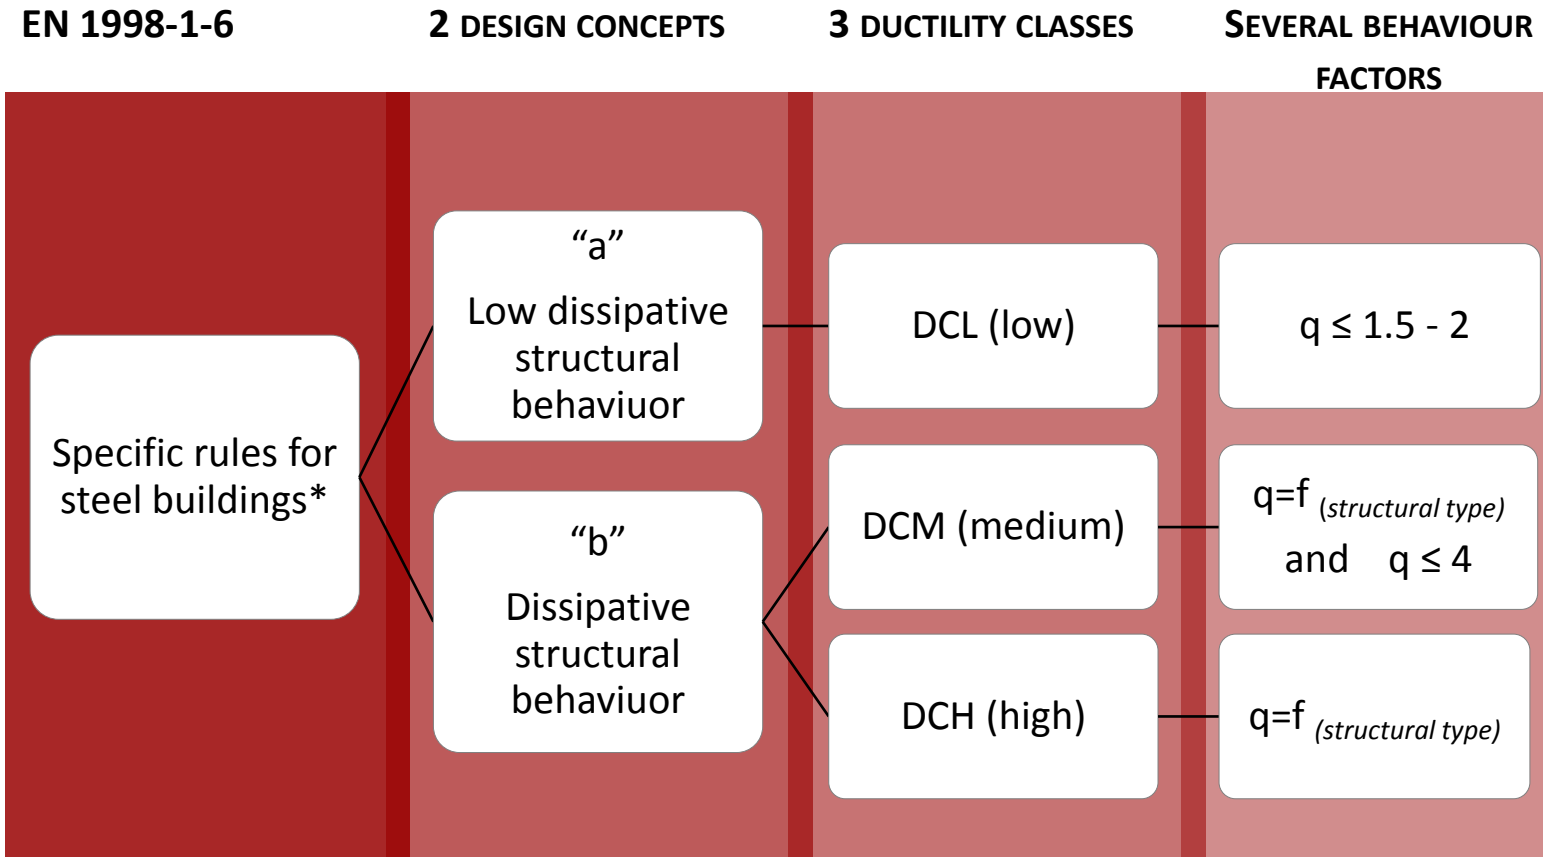 EN 1998-1-6
2 DESIGN CONCEPTS
3 DUCTILITY CLASSES
SEVERAL BEHAVIOUR
FACTORS
Specific rules for
steel buildings*
“a”
Low dissipative
structural
behaviuor
“b”
Dissipative
structural
behaviuor
DCL (low)
DCM (medium)
DCH (high)
q ≤ 1.5 - 2
q=f (structural type)
and q ≤ 4
q=f (structural type)